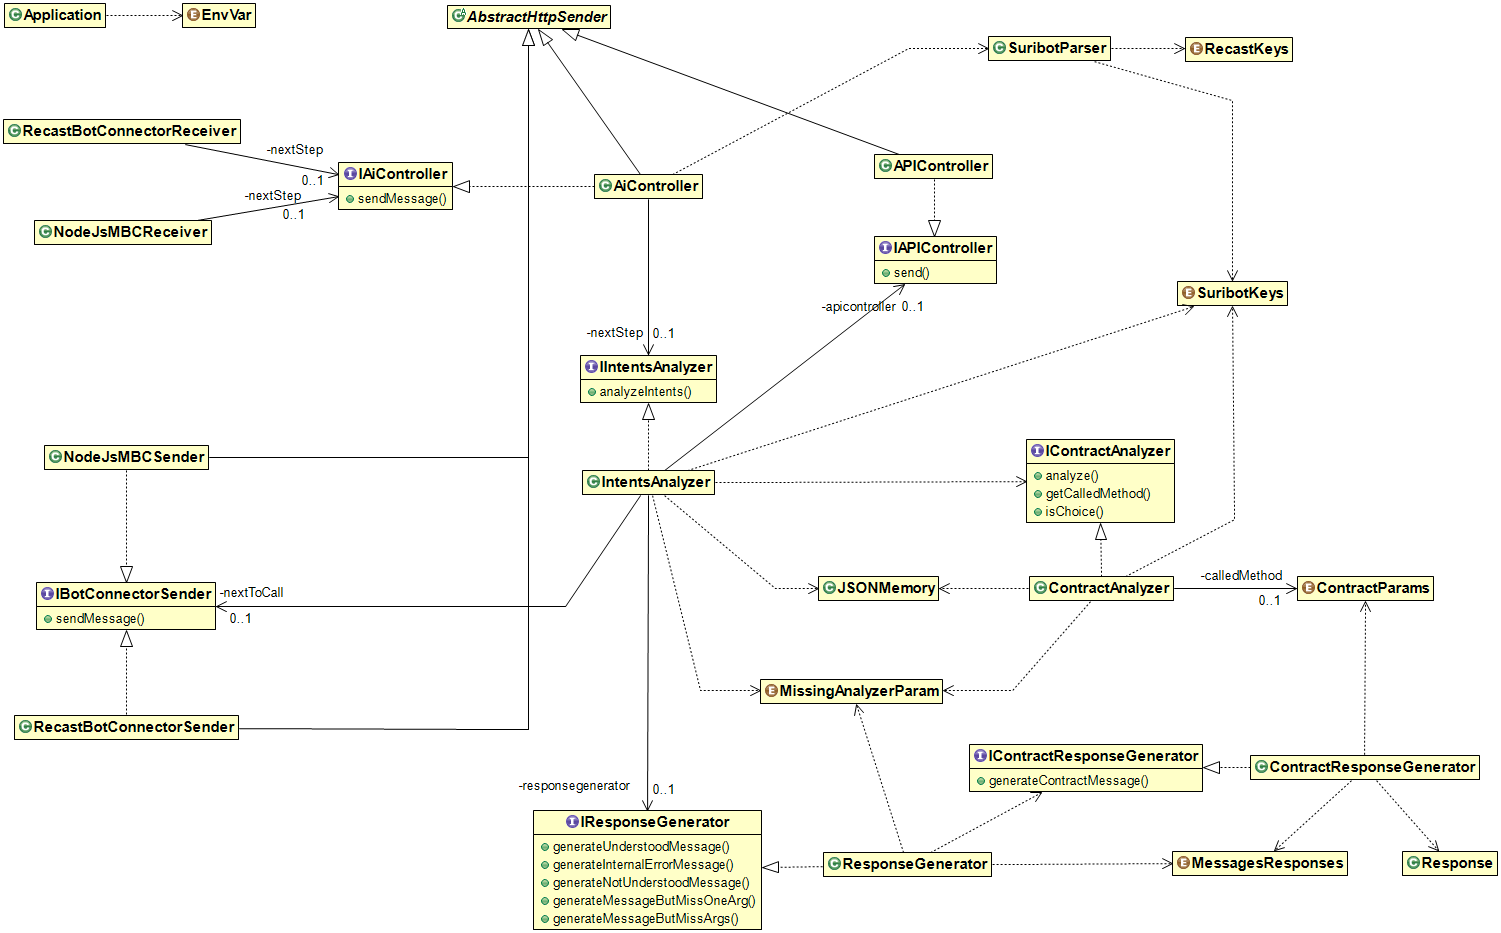 Application
EnvVar
AbstractHttpSender
SuribotParser
RecastKeys
RecastBotConnectorReceiver
-nextStep
0..1
IAiController
sendMessage()
-nextStep
0..1
NodeJsMBCReceiver
AiController
APIController
IAPIController
send()
-apicontroller 0..1
SuribotKeys
-nextStep 0..1
IIntentsAnalyzer
analyzeIntents()
NodeJsMBCSender
IntentsAnalyzer
IContractAnalyzer
analyze()
getCalledMethod()
isChoice()
IBotConnectorSender
sendMessage()
-nextToCall
0..1
JSONMemory
ContractAnalyzer
-calledMethod
0..1
ContractParams
MissingAnalyzerParam
RecastBotConnectorSender
IContractResponseGenerator
generateContractMessage()
ContractResponseGenerator
-responsegenerator 0..1
IResponseGenerator
generateUnderstoodMessage()
generateInternalErrorMessage()
generateNotUnderstoodMessage()
generateMessageButMissOneArg()
generateMessageButMissArgs()
ResponseGenerator
MessagesResponses
Response